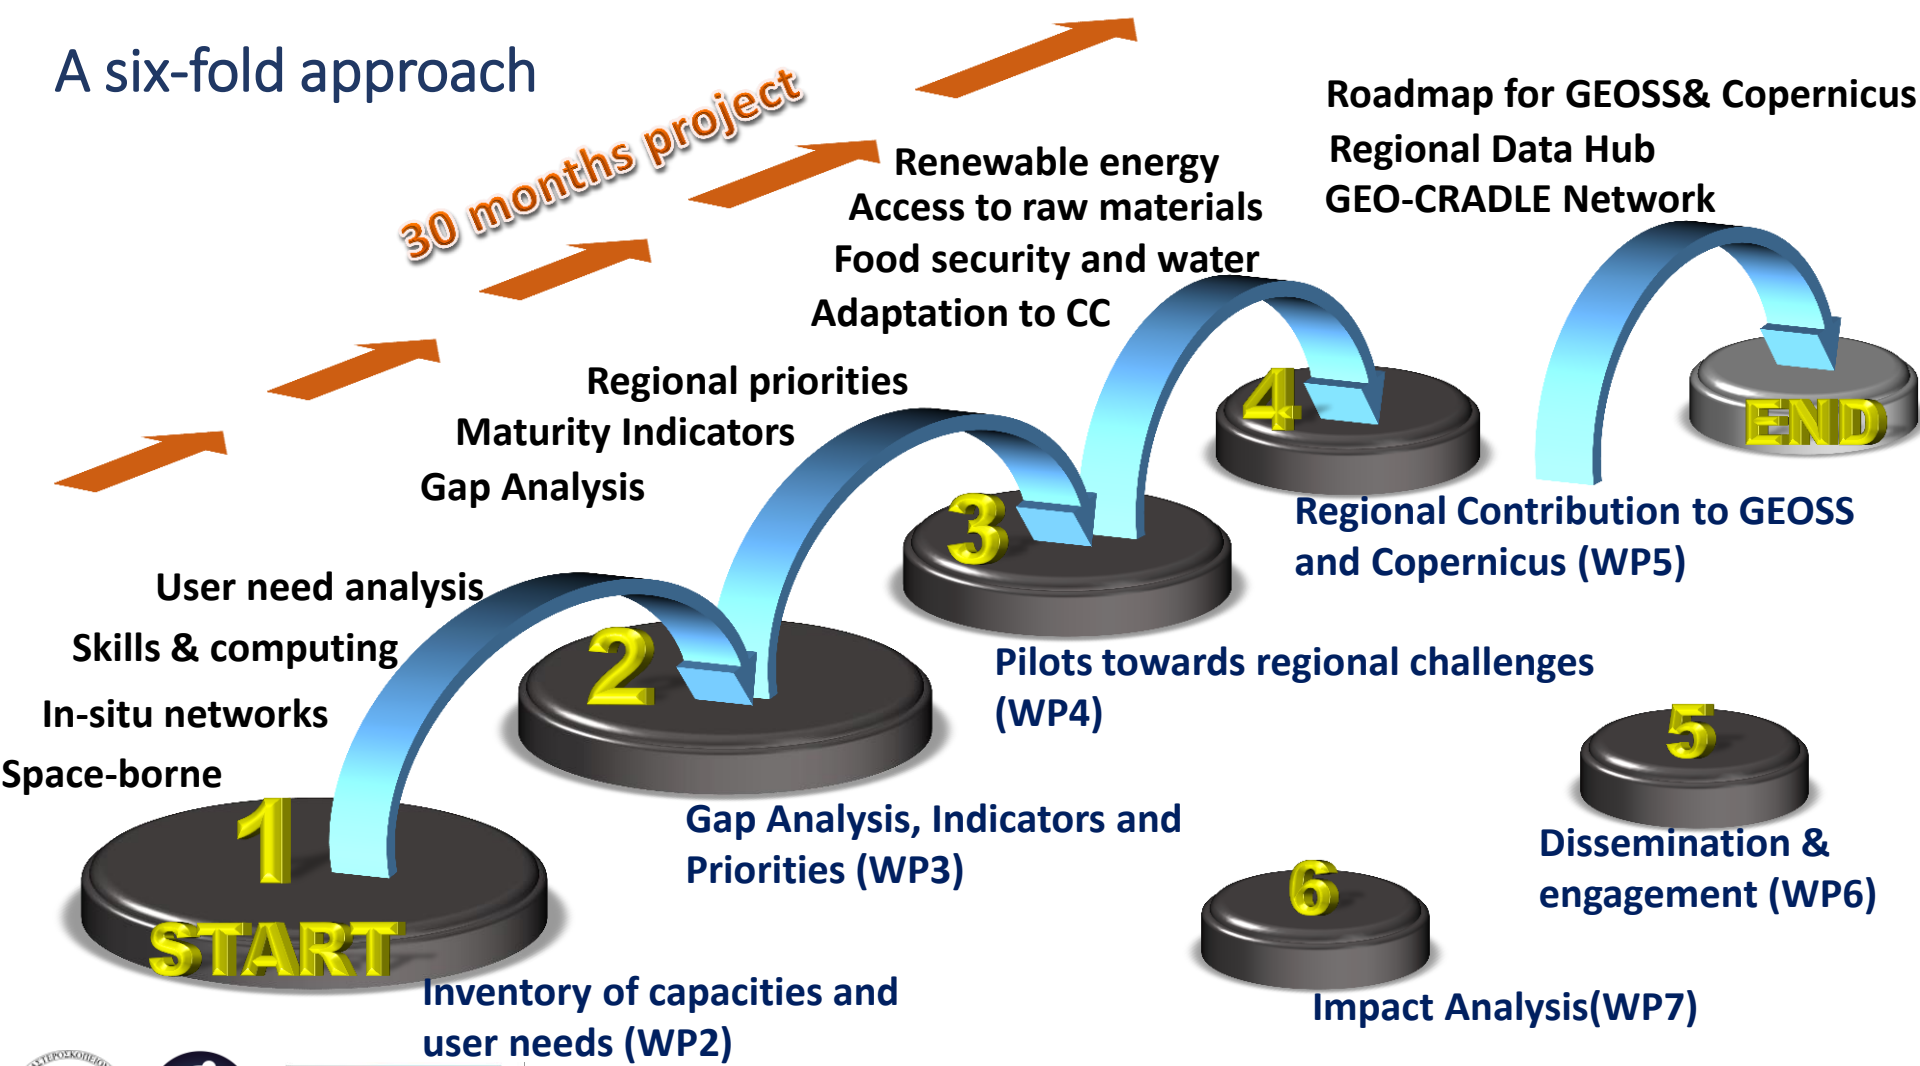 A six-fold approach
30 months project
Roadmap for GEOSS& Copernicus
Regional Data Hub
GEO-CRADLE Network
Renewable energy
Access to raw materials
Food security and water
Adaptation to CC
Regional priorities
Maturity Indicators
Gap Analysis
User need analysis
Skills & computing
In-situ networks
Space-borne
1
START
Inventory of capacities and
user needs (WP2)
2
Gap Analysis, Indicators and
Priorities (WP3)
3
Pilots towards regional challenges
(WP4)
4
Regional Contribution to GEOSS
and Copernicus (WP5)
END
5
Dissemination &
engagement (WP6)
6
Impact Analysis(WP7)